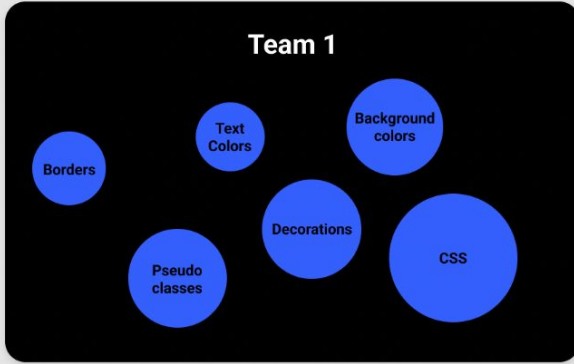 Team 1
Background
colors
Text
Colors
Borders
Decorations
CSS
Pseudo
classes